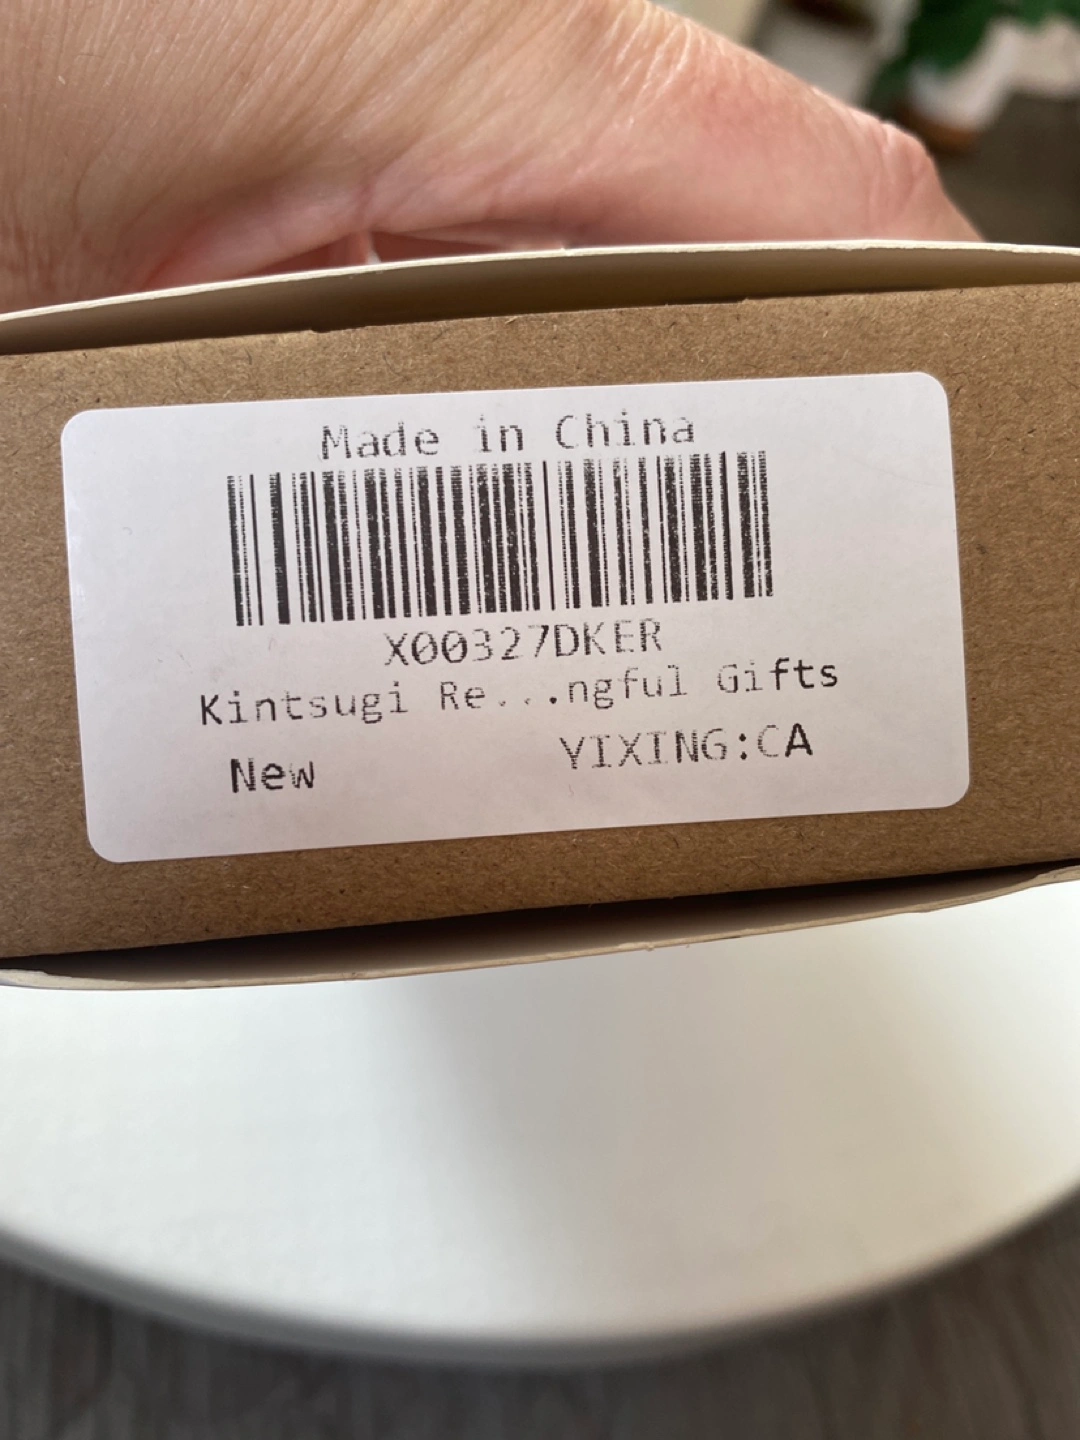 Made in China
X00327DKER
Kintsugi Re...ngful Gifts
New YIXING:CA